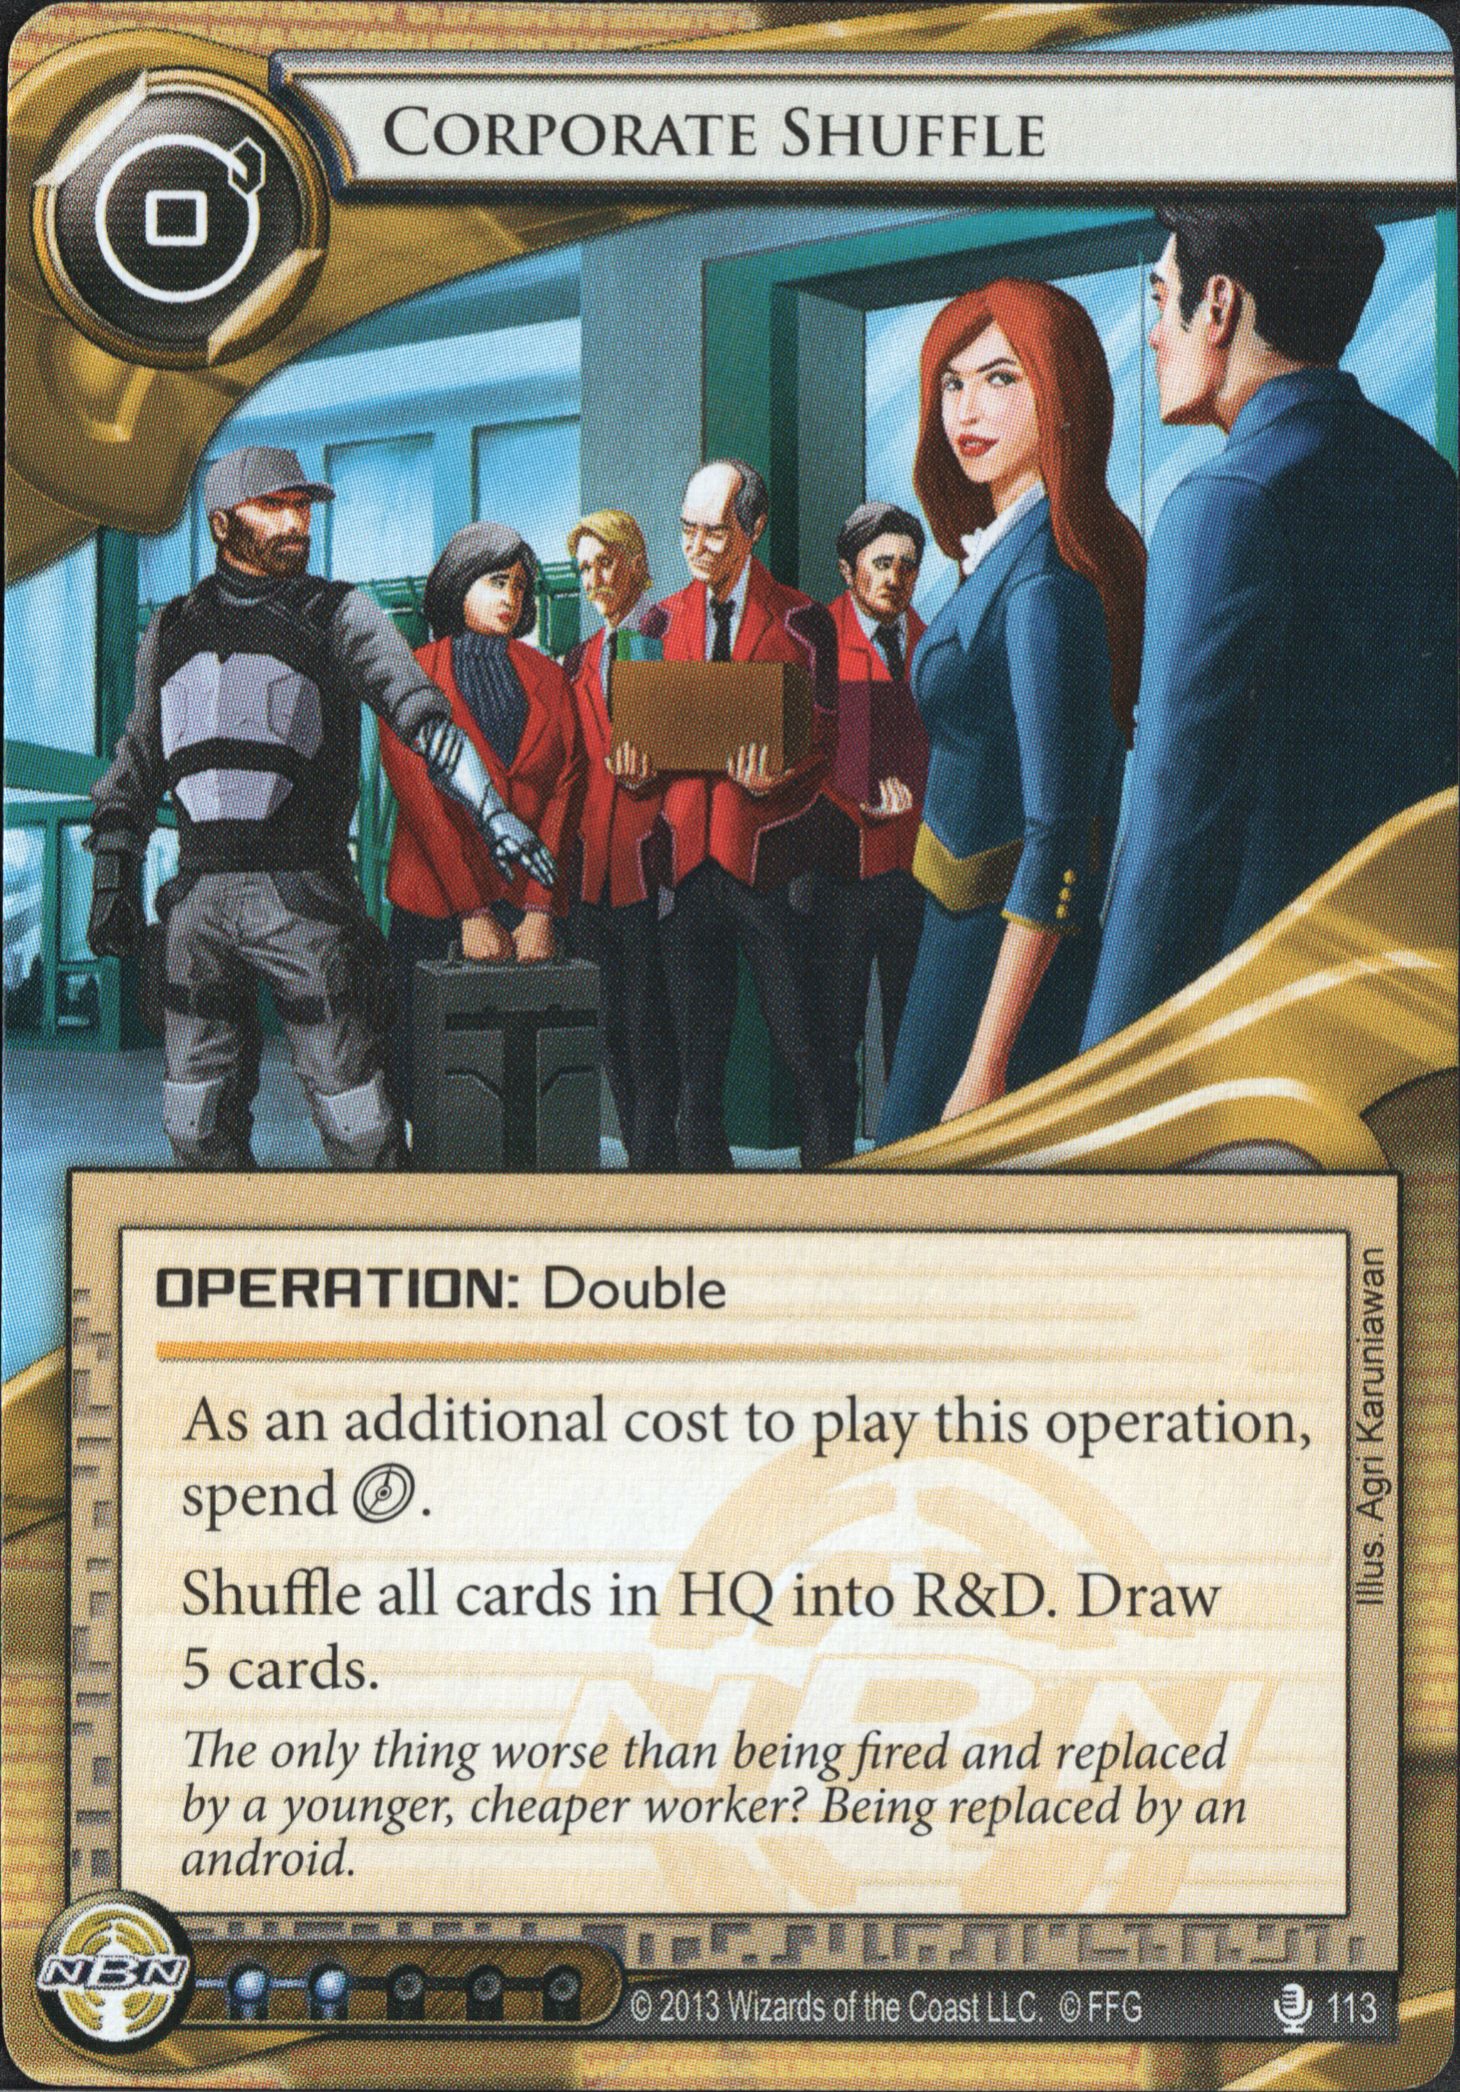 0
CORPORATE SHUFFLE
OPERATION: Double
As an additional cost to play this operation,
spend .
Shuffle all cards in HQ into R&D. Draw
5 cards.
The only thing worse than being fired and replaced
by a younger, cheaper worker? Being replaced by an
android.
Illus. Agri Karuniawan
NBN
NBN
© 2013 Wizards of the Coast LLC. © FFG
113